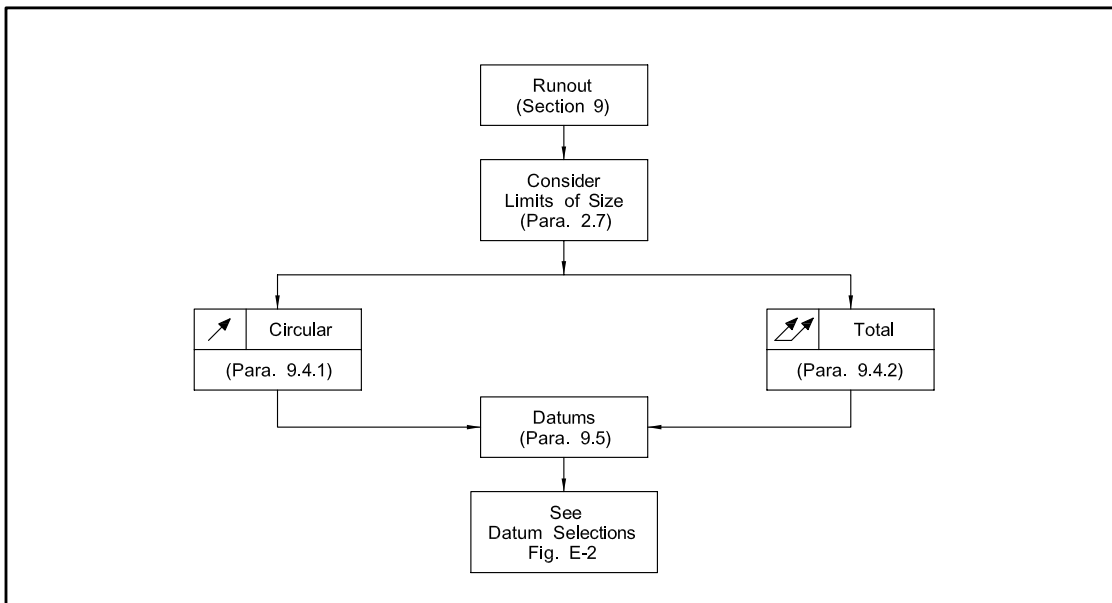 Runout
(Section 9)
Consider
Limits of Size
(Para. 2.7)
Circular
(Para. 9.4.1)
Total
(Para. 9.4.2)
Datums
(Para. 9.5)
See
Datum Selections
Fig. E-2